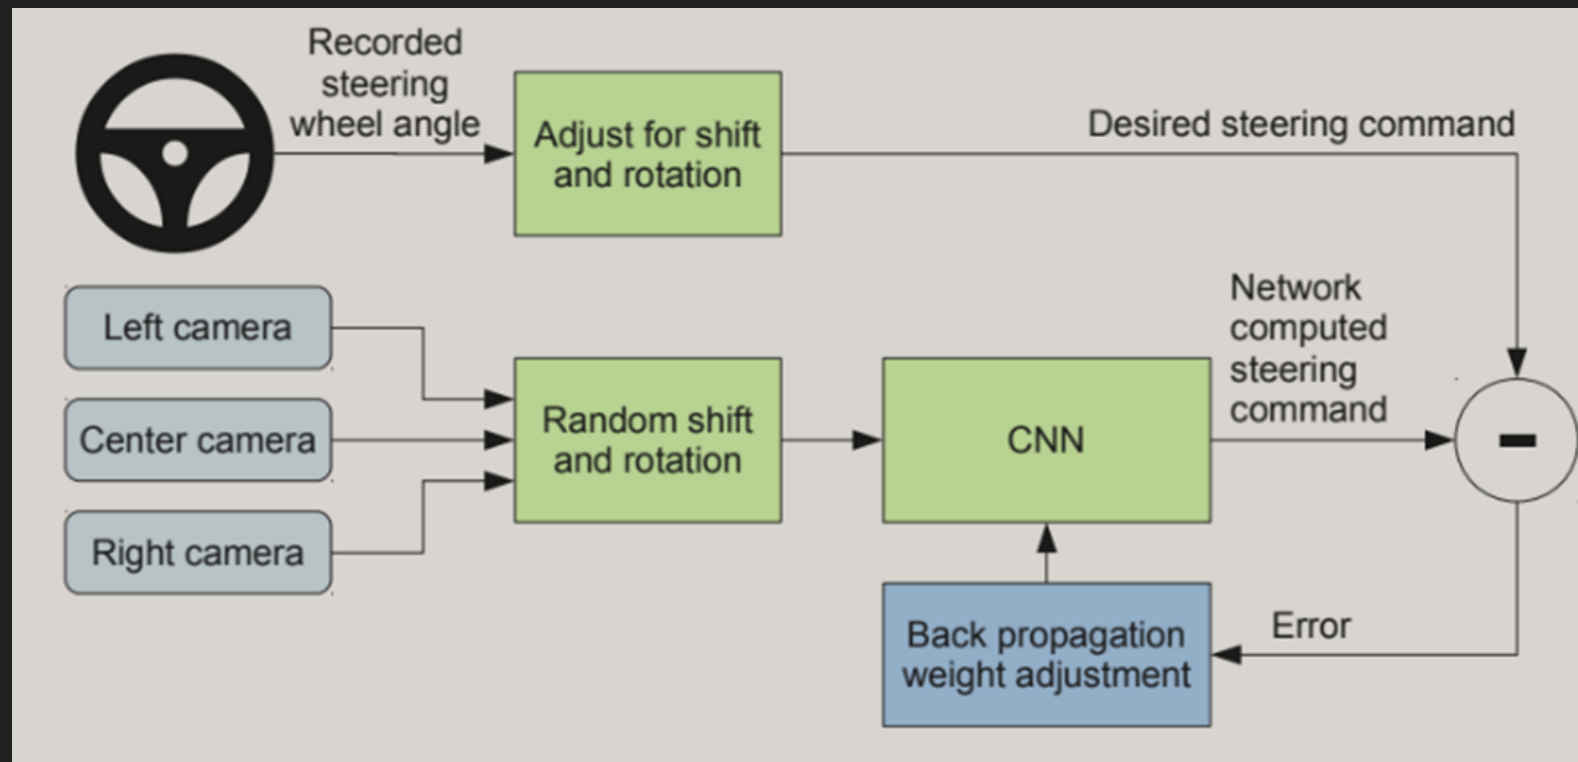 Recorded
steering
wheel angle
Adjust for shift
and rotation
Desired steering command
Left camera
Center camera
Right camera
Random shift
and rotation
CNN
Network
computed
steering
command
-
Back propagation
weight adjustment
Error